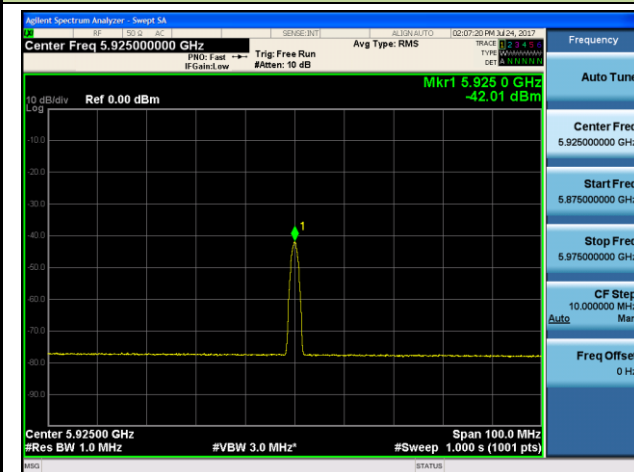 Agilent Spectrum Analyzer - Swept SA
RF 50 Ω AC SENSE:INT ALIGN AUTO 02:07:20 PM Jul 24, 2017
Center Freq 5.925000000 GHz
PNO: Fast
IFGain:Low
Trig: Free Run
#Atten: 10 dB
Avg Type: RMS
TRACE 1 2 3 4 5 6
TYPE
DET A N N N N N
Mkr1 5.925 0 GHz
-42.01 dBm
10 dB/div Ref 0.00 dBm
Log
-10.0
-20.0
-30.0
-40.0
-50.0
-60.0
-70.0
-80.0
-90.0
1
Center 5.92500 GHz
Span 100.0 MHz
#Res BW 1.0 MHz
#VBW 3.0 MHz*
#Sweep 1.000 s (1001 pts)
MSG
STATUS
Frequency
Auto Tune
Center Freq
5.925000000 GHz
Start Freq
5.875000000 GHz
Stop Freq
5.975000000 GHz
CF Step
10.000000 MHz
Auto Man
Freq Offset
0 Hz